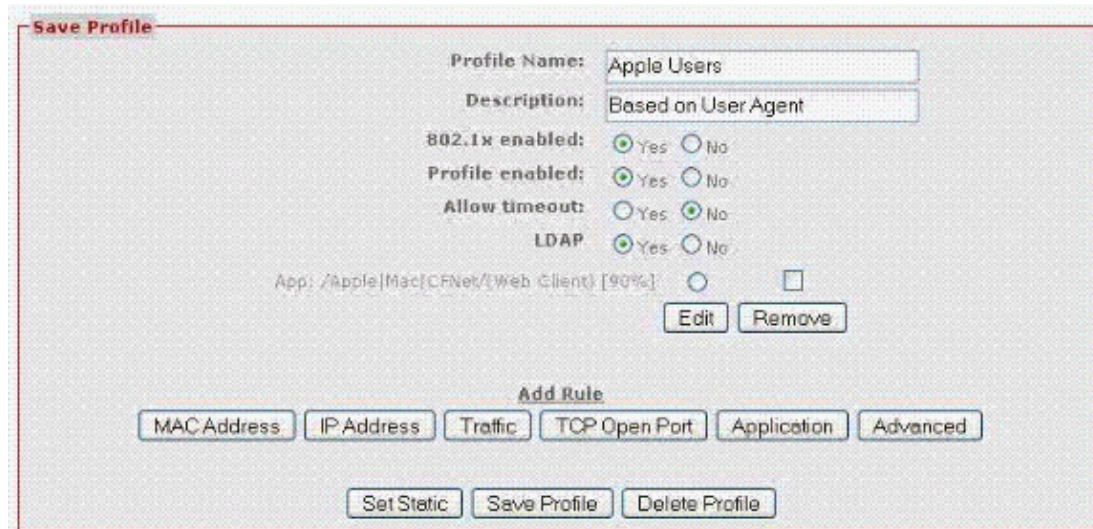 Save Profile
Profile Name: Apple Users
Description: Based on User Agent
802.1x enabled: Yes No
Profile enabled: Yes No
Allow timeout: Yes No
LDAP Yes No
App: /Apple|Mac|CFNet/(Web Client) [90%]
Edit Remove
Add Rule
MAC Address IP Address Traffic TCP Open Port Application Advanced
Set Static Save Profile Delete Profile